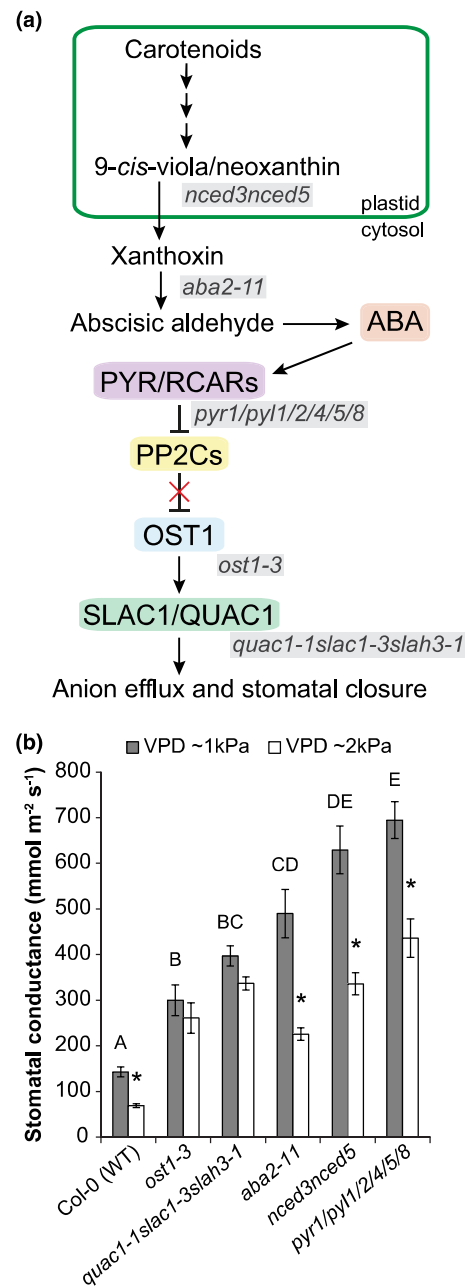 (a)
Carotenoids
9-cis-viola/neoxanthin
nced3nced5
plastid
cytosol
Xanthoxin
aba2-11
Abscisic aldehyde
ABA
PYR/RCARs
pyr1/pyl1/2/4/5/8
PP2Cs
OST1
ost1-3
SLAC1/QUAC1
quac1-1slac1-3slah3-1
Anion efflux and stomatal closure
(b)
VPD ~1kPa VPD ~2kPa
Stomatal conductance (mmol m⁻² s⁻¹)
800
700
600
500
400
300
200
100
0
A
*
B
BC
CD
*
DE
*
E
*
Col-0 (WT)
ost1-3
quac1-1slac1-3slah3-1
aba2-11
nced3nced5
pyr1/pyl1/2/4/5/8